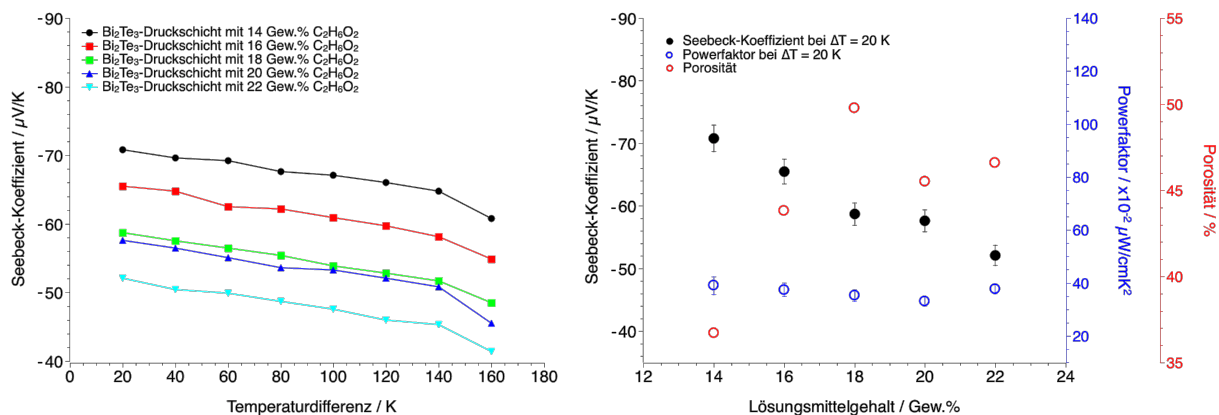 Bi₂Te₃-Druckschicht mit 14 Gew.% C₂H₆O₂
Bi₂Te₃-Druckschicht mit 16 Gew.% C₂H₆O₂
Bi₂Te₃-Druckschicht mit 18 Gew.% C₂H₆O₂
Bi₂Te₃-Druckschicht mit 20 Gew.% C₂H₆O₂
Bi₂Te₃-Druckschicht mit 22 Gew.% C₂H₆O₂
Seebeck-Koeffizient / µV/K
-90
-80
-70
-60
-50
-40
0 20 40 60 80 100 120 140 160 180
Temperaturdifferenz / K
Seebeck-Koeffizient bei ΔT = 20 K
Powerfaktor bei ΔT = 20 K
Porosität
Seebeck-Koeffizient / µV/K
-90
-80
-70
-60
-50
-40
12 14 16 18 20 22 24
Lösungsmittelgehalt / Gew.%
140
120
100
80
60
40
20
Powerfaktor / x10⁻² µW/cmK²
55
50
45
40
35
Porosität / %